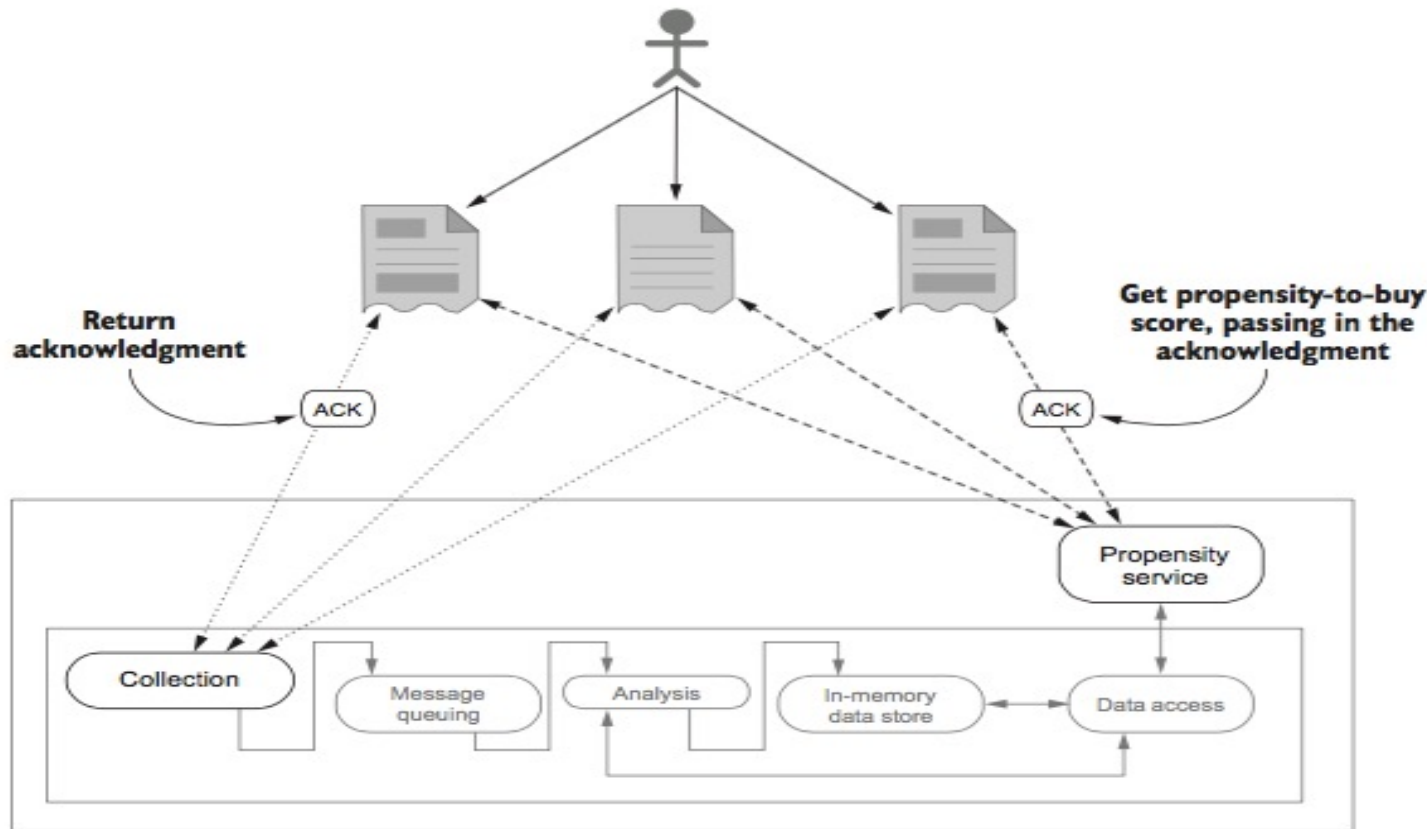 Return
acknowledgment
Get propensity-to-buy
score, passing in the
acknowledgment
ACK
ACK
Propensity
service
Collection
Message
queuing
Analysis
In-memory
data store
Data access